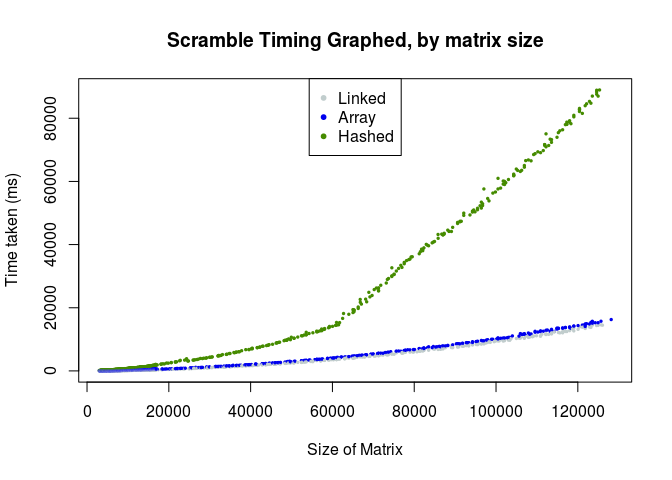 Scramble Timing Graphed, by matrix size
Linked
Array
Hashed
Time taken (ms)
80000
60000
40000
20000
0
0 20000 40000 60000 80000 100000 120000
Size of Matrix